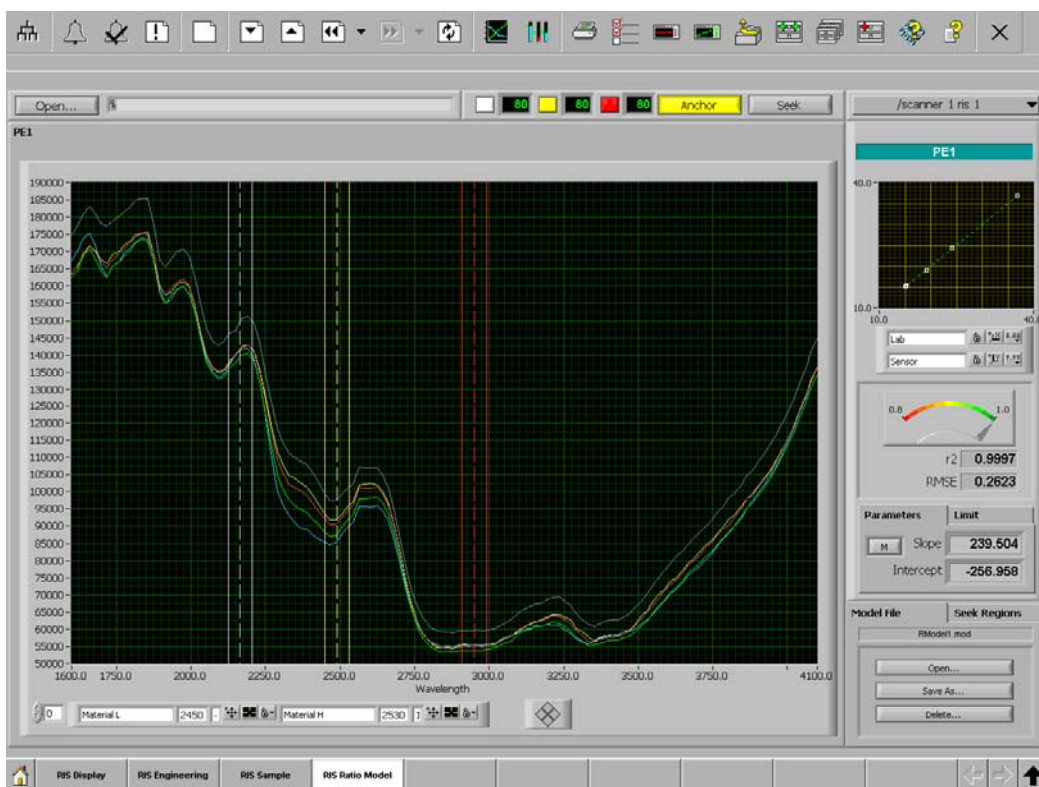 Open...
80 80 80 Anchor Seek /scanner 1 ris 1
PE1
PE1
190000
185000
180000
175000
170000
165000
160000
155000
150000
145000
140000
135000
130000
125000
120000
115000
110000
105000
100000
95000
90000
85000
80000
75000
70000
65000
60000
55000
50000
1600.0 1750.0 2000.0 2250.0 2500.0 2750.0 3000.0 3250.0 3500.0 3750.0 4100.0
Wavelength
0 Material L 2450 Material H 2530
40.0
10.0
10.0 40.0
Lab
Sensor
0.8 1.0
r2 0.9997
RMSE 0.2623
Parameters Limit
M Slope 239.504
Intercept -256.958
Model File Seek Regions
RModel1.mod
Open...
Save As...
Delete...
RIS Display RIS Engineering RIS Sample RIS Ratio Model